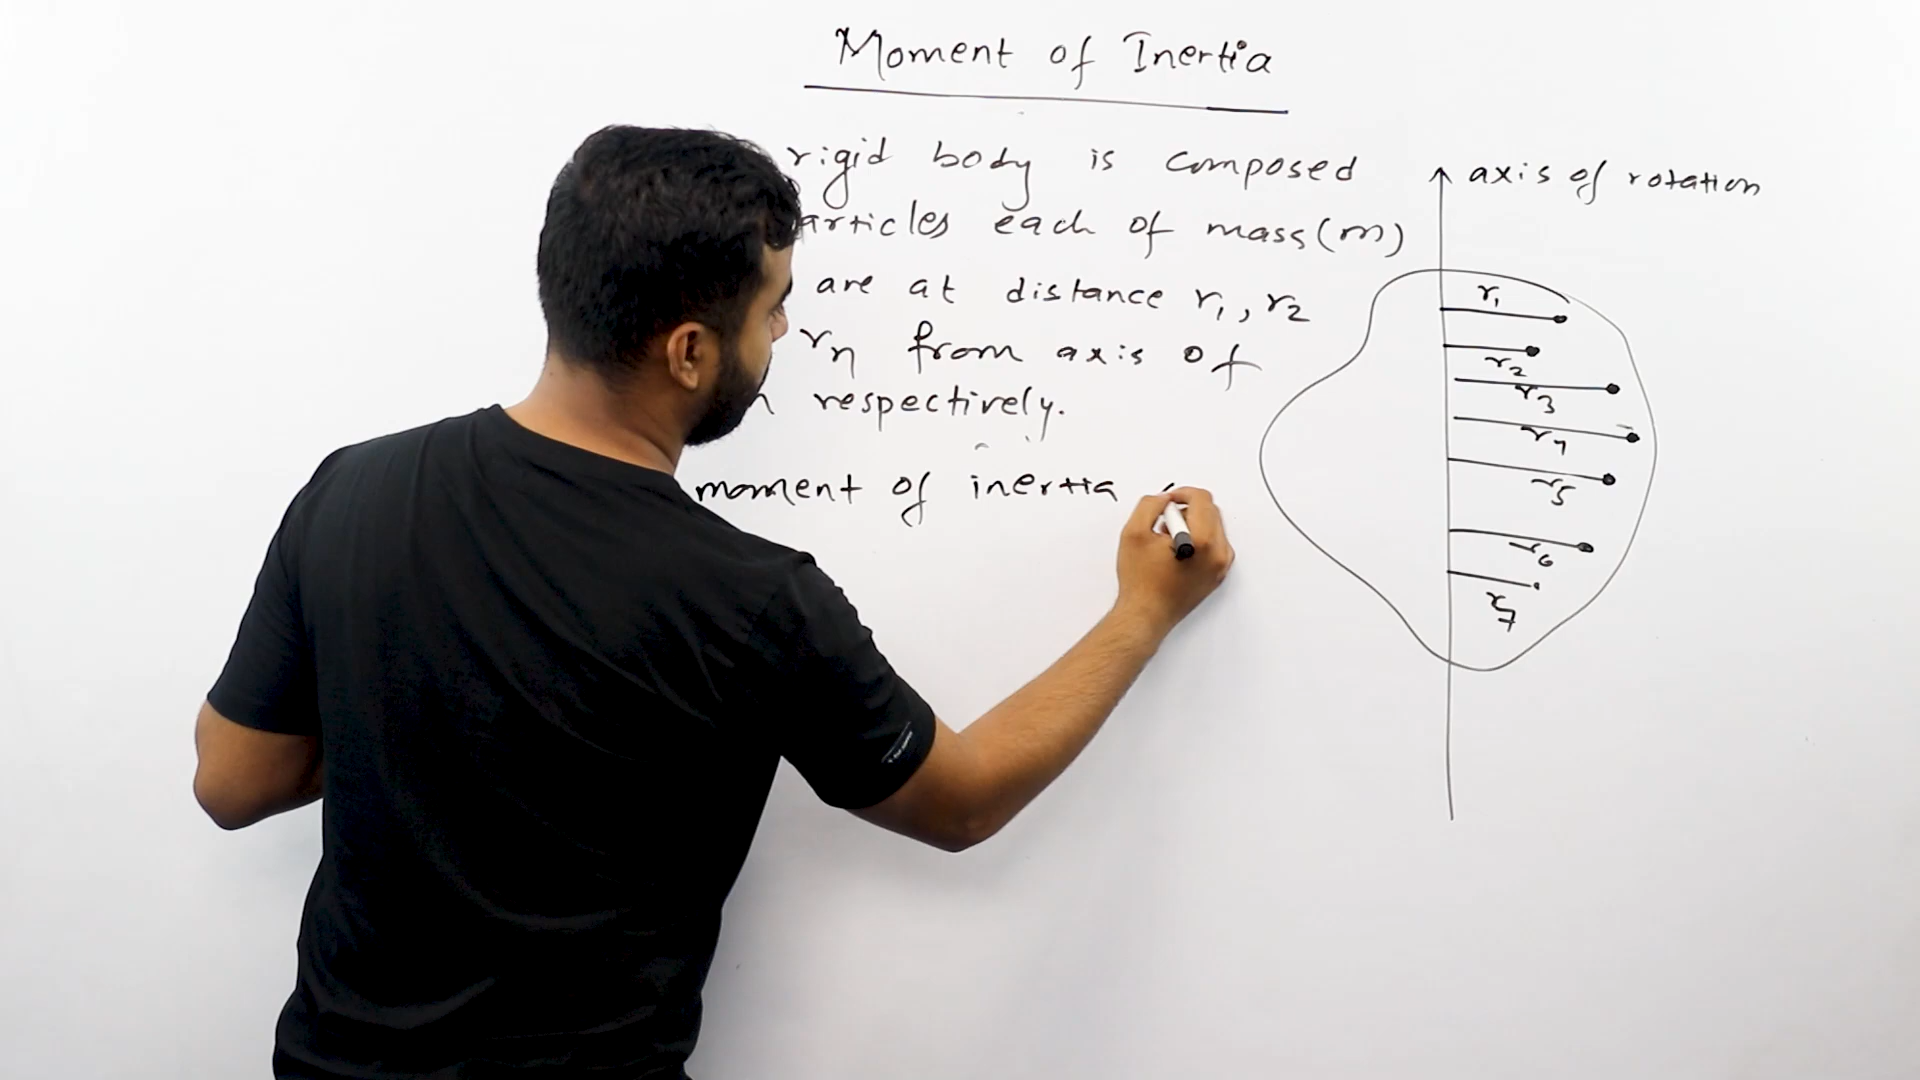 Moment of Inertia
rigid body is composed
articles each of mass(m)
are at distance r1, r2
rn from axis of
n respectively.
moment of inertia
axis of rotation
r1
r2
r3
r4
r5
r6
r7